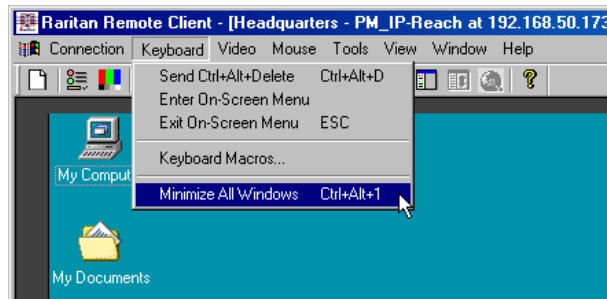 Raritan Remote Client - [Headquarters - PM_IP-Reach at 192.168.50.173
Connection Keyboard Video Mouse Tools View Window Help
Send Ctrl+Alt+Delete Ctrl+Alt+D
Enter On-Screen Menu
Exit On-Screen Menu ESC
Keyboard Macros...
Minimize All Windows Ctrl+Alt+1
My Comput
My Documents